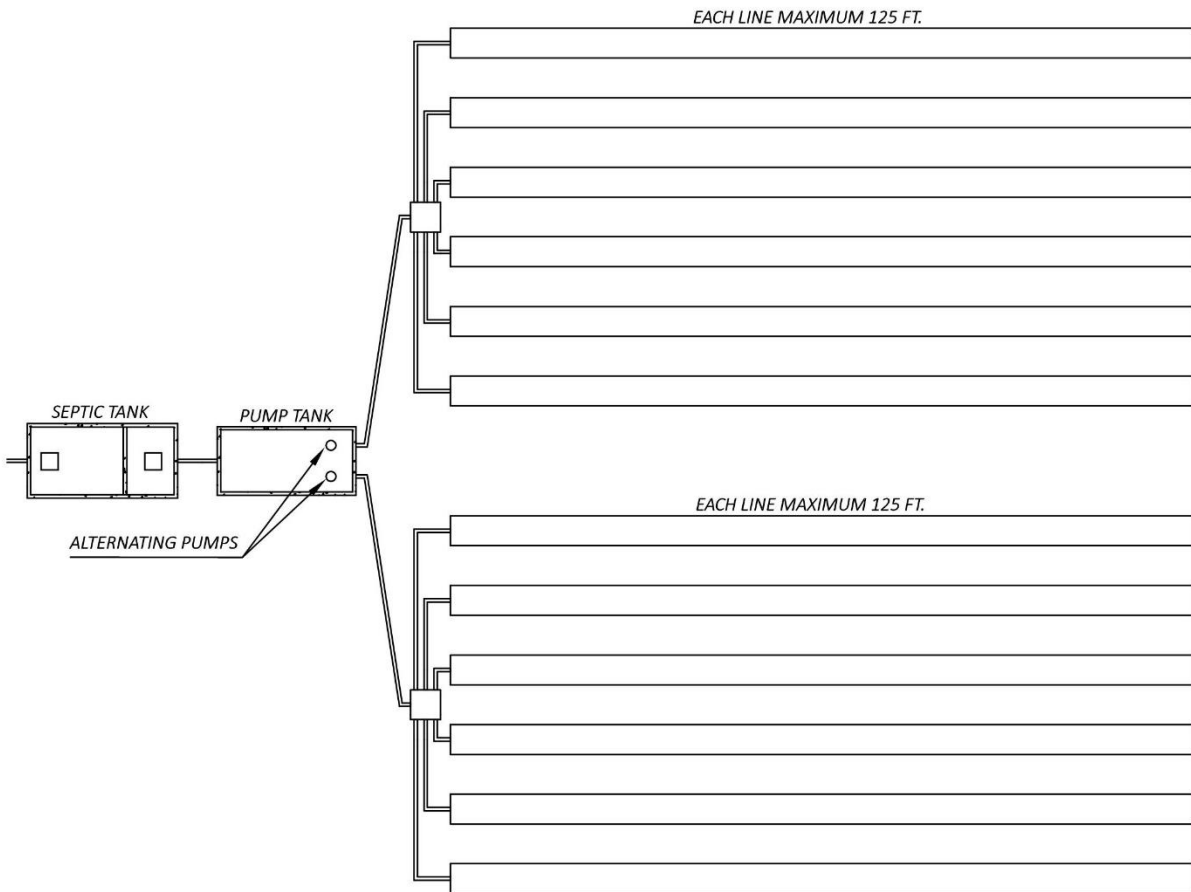 EACH LINE MAXIMUM 125 FT.
SEPTIC TANK
PUMP TANK
ALTERNATING PUMPS
EACH LINE MAXIMUM 125 FT.